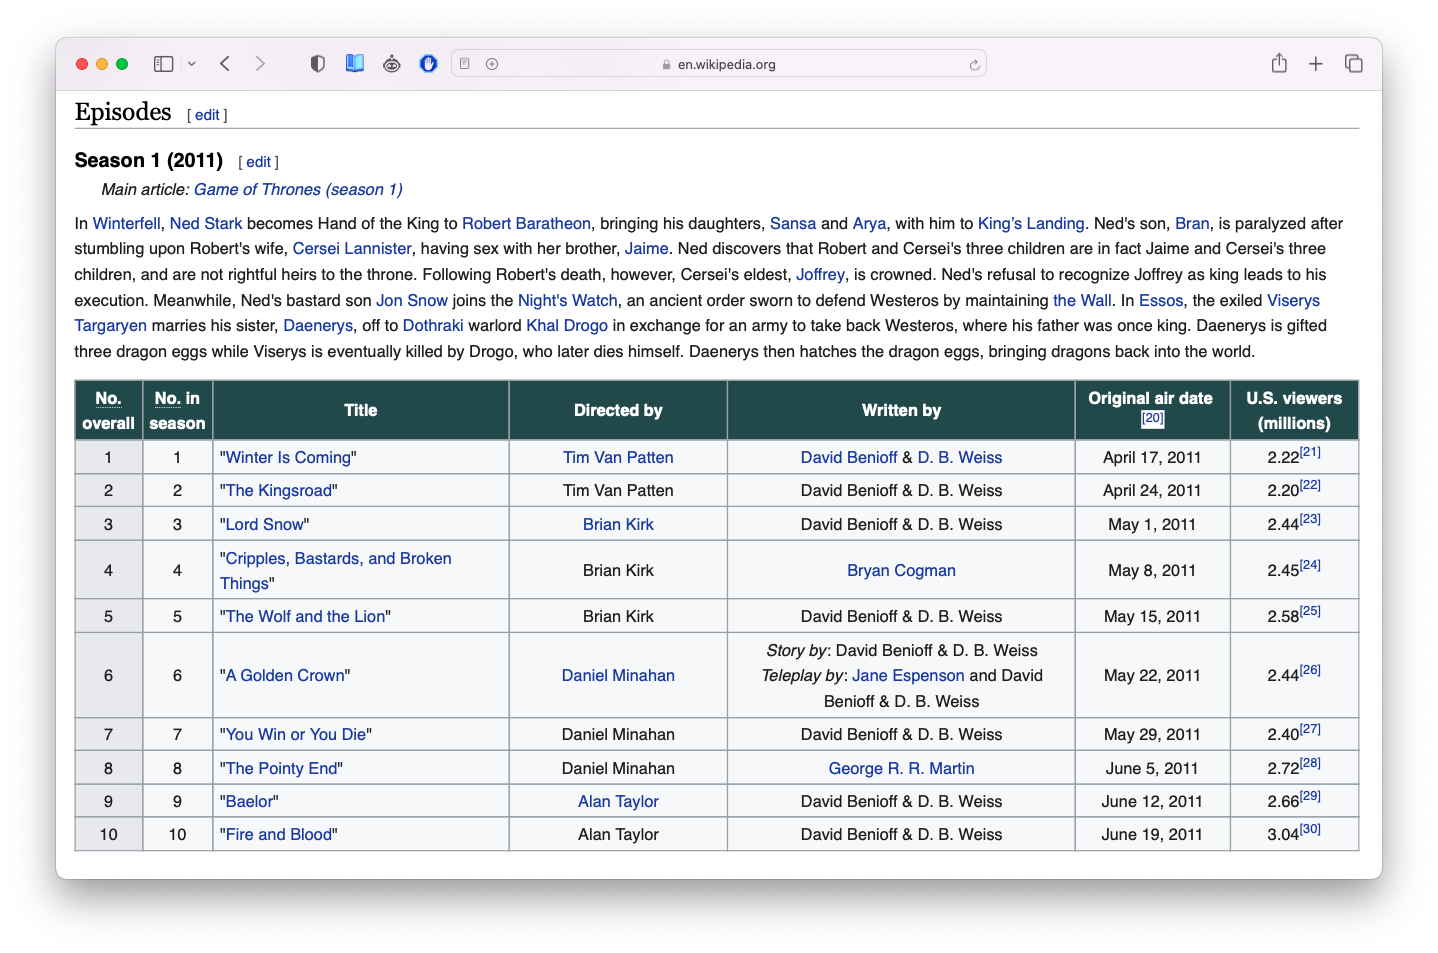 en.wikipedia.org
Episodes [ edit ]
Season 1 (2011) [ edit ]
Main article: Game of Thrones (season 1)
In Winterfell, Ned Stark becomes Hand of the King to Robert Baratheon, bringing his daughters, Sansa and Arya, with him to King’s Landing. Ned's son, Bran, is paralyzed after
stumbling upon Robert's wife, Cersei Lannister, having sex with her brother, Jaime. Ned discovers that Robert and Cersei's three children are in fact Jaime and Cersei's three
children, and are not rightful heirs to the throne. Following Robert's death, however, Cersei's eldest, Joffrey, is crowned. Ned's refusal to recognize Joffrey as king leads to his
execution. Meanwhile, Ned's bastard son Jon Snow joins the Night's Watch, an ancient order sworn to defend Westeros by maintaining the Wall. In Essos, the exiled Viserys
Targaryen marries his sister, Daenerys, off to Dothraki warlord Khal Drogo in exchange for an army to take back Westeros, where his father was once king. Daenerys is gifted
three dragon eggs while Viserys is eventually killed by Drogo, who later dies himself. Daenerys then hatches the dragon eggs, bringing dragons back into the world.
No. overall No. in season Title Directed by Written by Original air date [20] U.S. viewers (millions)
1 1 "Winter Is Coming" Tim Van Patten David Benioff & D. B. Weiss April 17, 2011 2.22[21]
2 2 "The Kingsroad" Tim Van Patten David Benioff & D. B. Weiss April 24, 2011 2.20[22]
3 3 "Lord Snow" Brian Kirk David Benioff & D. B. Weiss May 1, 2011 2.44[23]
4 4 "Cripples, Bastards, and Broken Things" Brian Kirk Bryan Cogman May 8, 2011 2.45[24]
5 5 "The Wolf and the Lion" Brian Kirk David Benioff & D. B. Weiss May 15, 2011 2.58[25]
6 6 "A Golden Crown" Daniel Minahan Story by: David Benioff & D. B. Weiss Teleplay by: Jane Espenson and David Benioff & D. B. Weiss May 22, 2011 2.44[26]
7 7 "You Win or You Die" Daniel Minahan David Benioff & D. B. Weiss May 29, 2011 2.40[27]
8 8 "The Pointy End" Daniel Minahan George R. R. Martin June 5, 2011 2.72[28]
9 9 "Baelor" Alan Taylor David Benioff & D. B. Weiss June 12, 2011 2.66[29]
10 10 "Fire and Blood" Alan Taylor David Benioff & D. B. Weiss June 19, 2011 3.04[30]